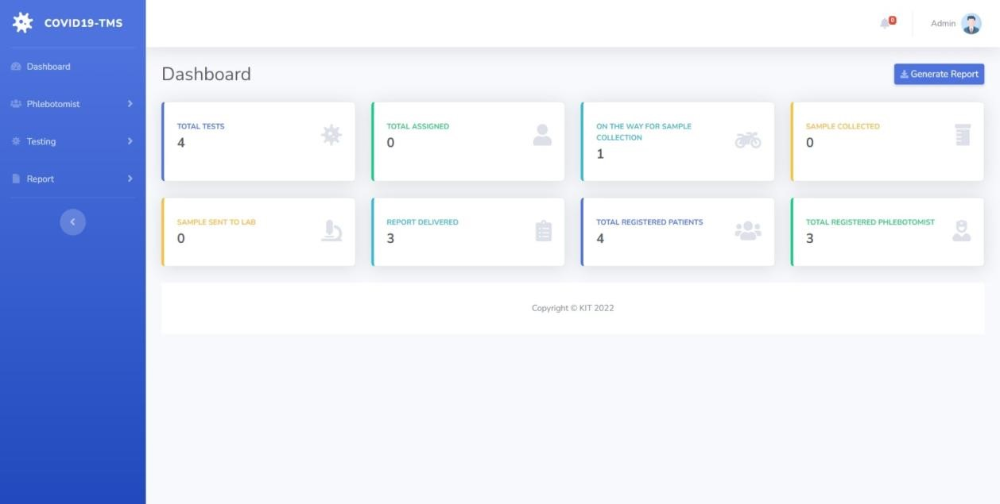 COVID19-TMS
0
Admin
Dashboard
Phlebotomist
Testing
Report
Dashboard
Generate Report
TOTAL TESTS
4
TOTAL ASSIGNED
0
ON THE WAY FOR SAMPLE
COLLECTION
1
SAMPLE COLLECTED
0
SAMPLE SENT TO LAB
0
REPORT DELIVERED
3
TOTAL REGISTERED PATIENTS
4
TOTAL REGISTERED PHLEBOTOMIST
3
Copyright © KIT 2022